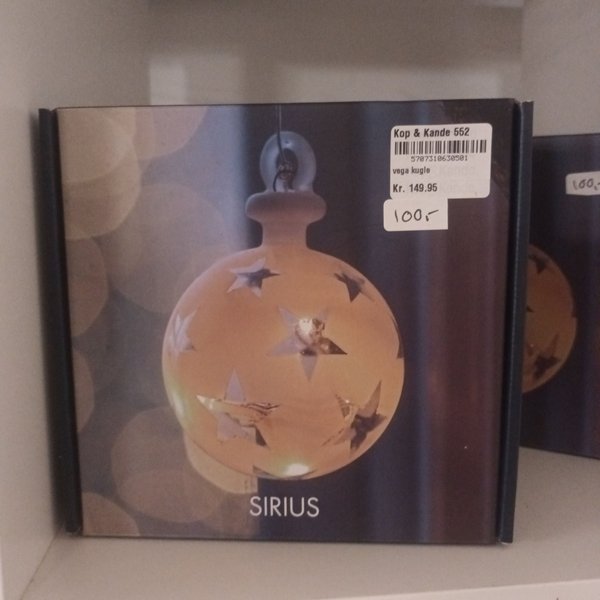 Kop & Kande 552
5707310630501
vega kugle
Kr. 149.95
100,-
100,-
SIRIUS